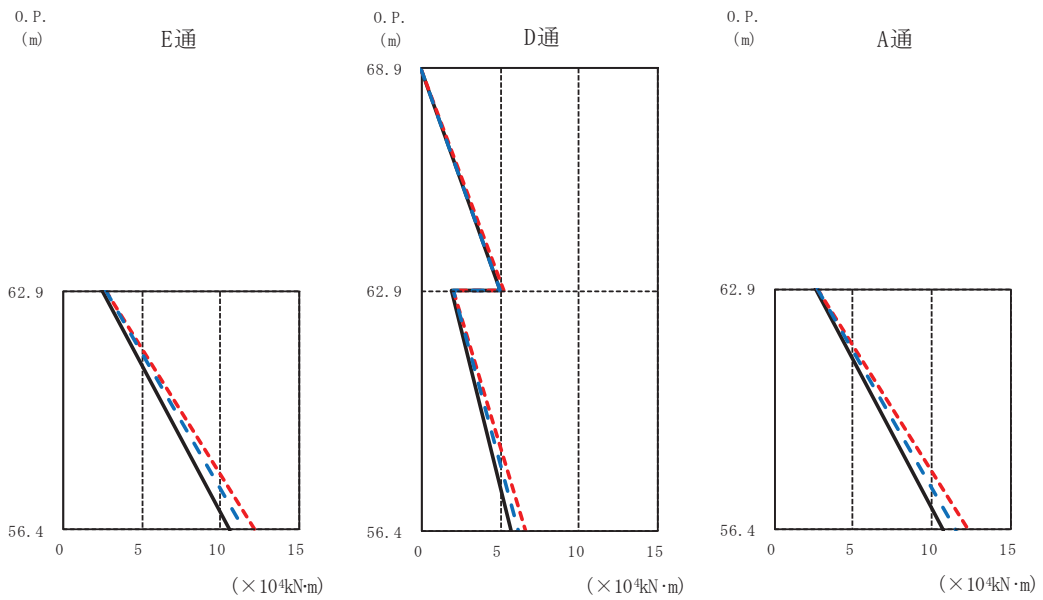 O.P.
(m)
E通
62.9
56.4
0 5 10 15
(×10⁴kN·m)
O.P.
(m)
D通
68.9
62.9
56.4
0 5 10 15
(×10⁴kN·m)
O.P.
(m)
A通
62.9
56.4
0 5 10 15
(×10⁴kN·m)